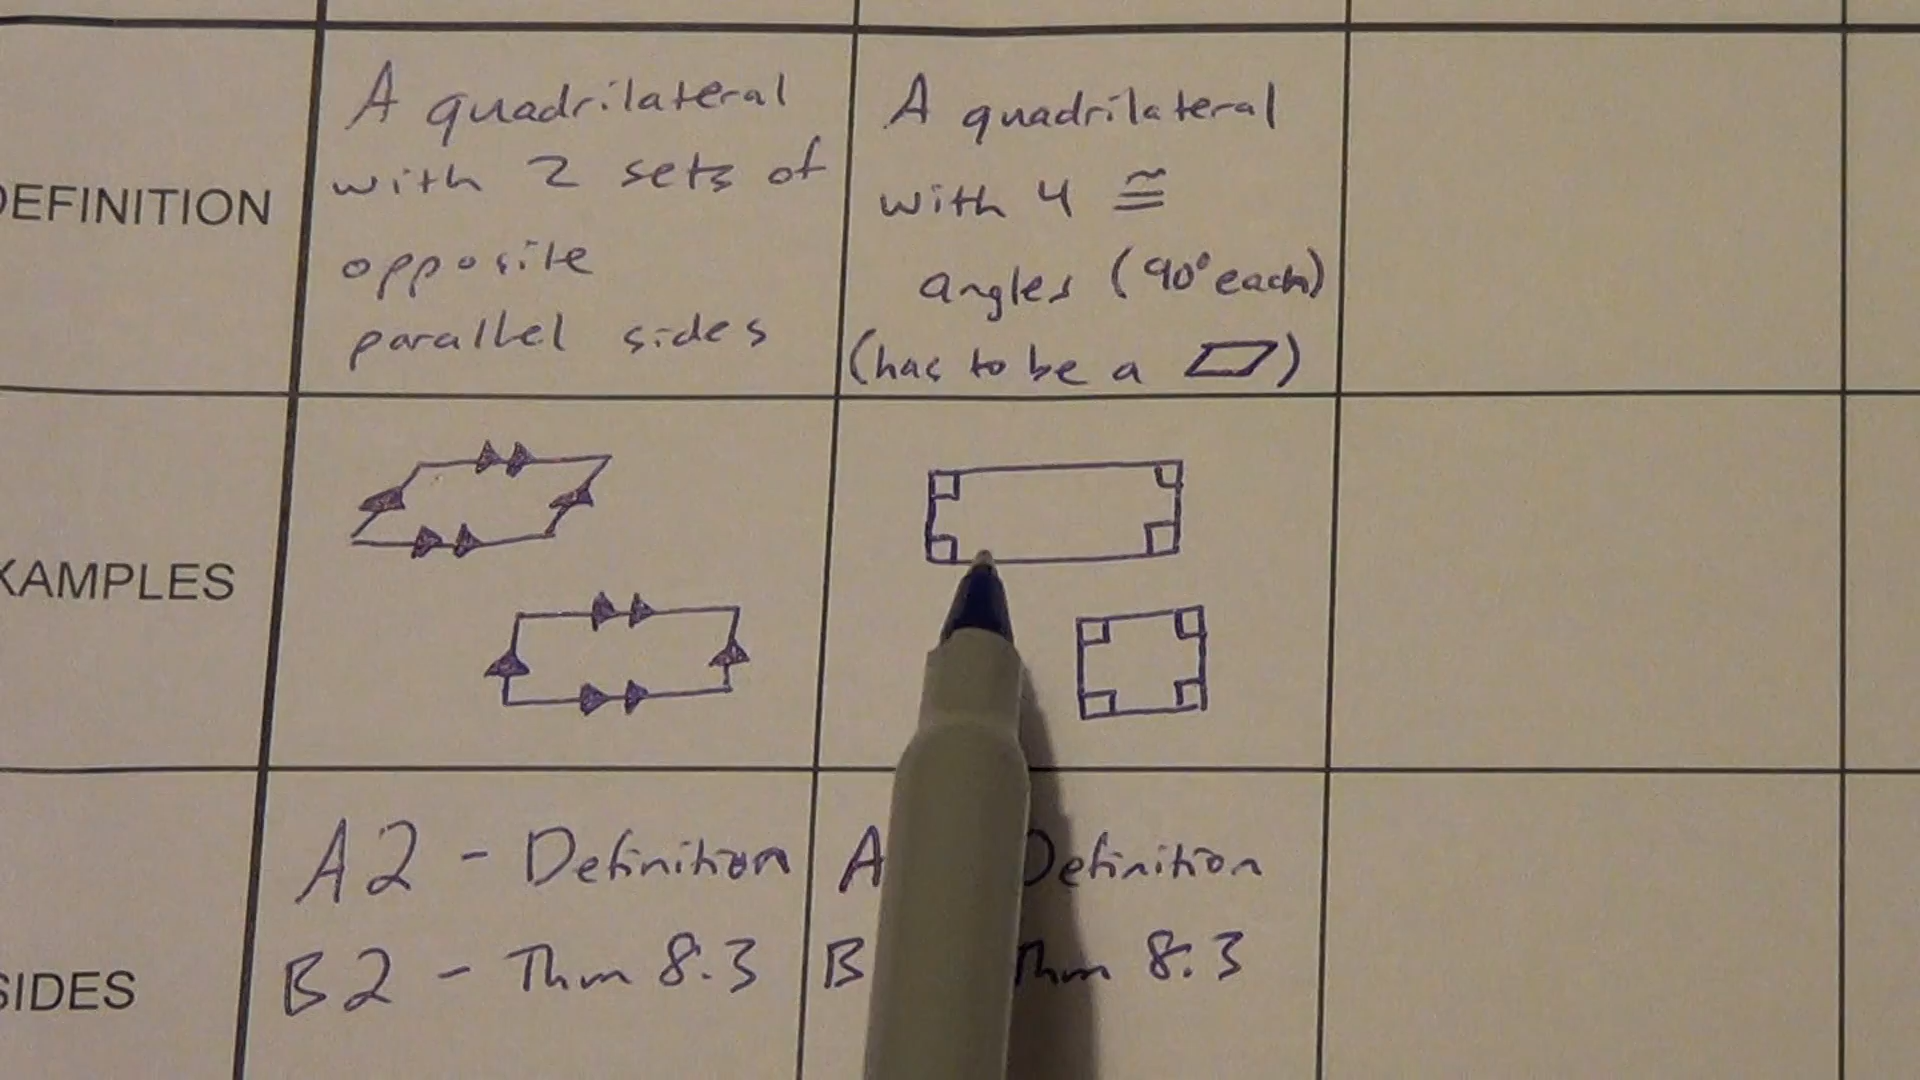 DEFINITION
A quadrilateral
with 2 sets of
opposite
parallel sides
A quadrilateral
with 4 ≅
angles (90° each)
(has to be a ▱)
EXAMPLES
SIDES
A2 - Definition
B2 - Thm 8.3
A Definition
B Thm 8.3